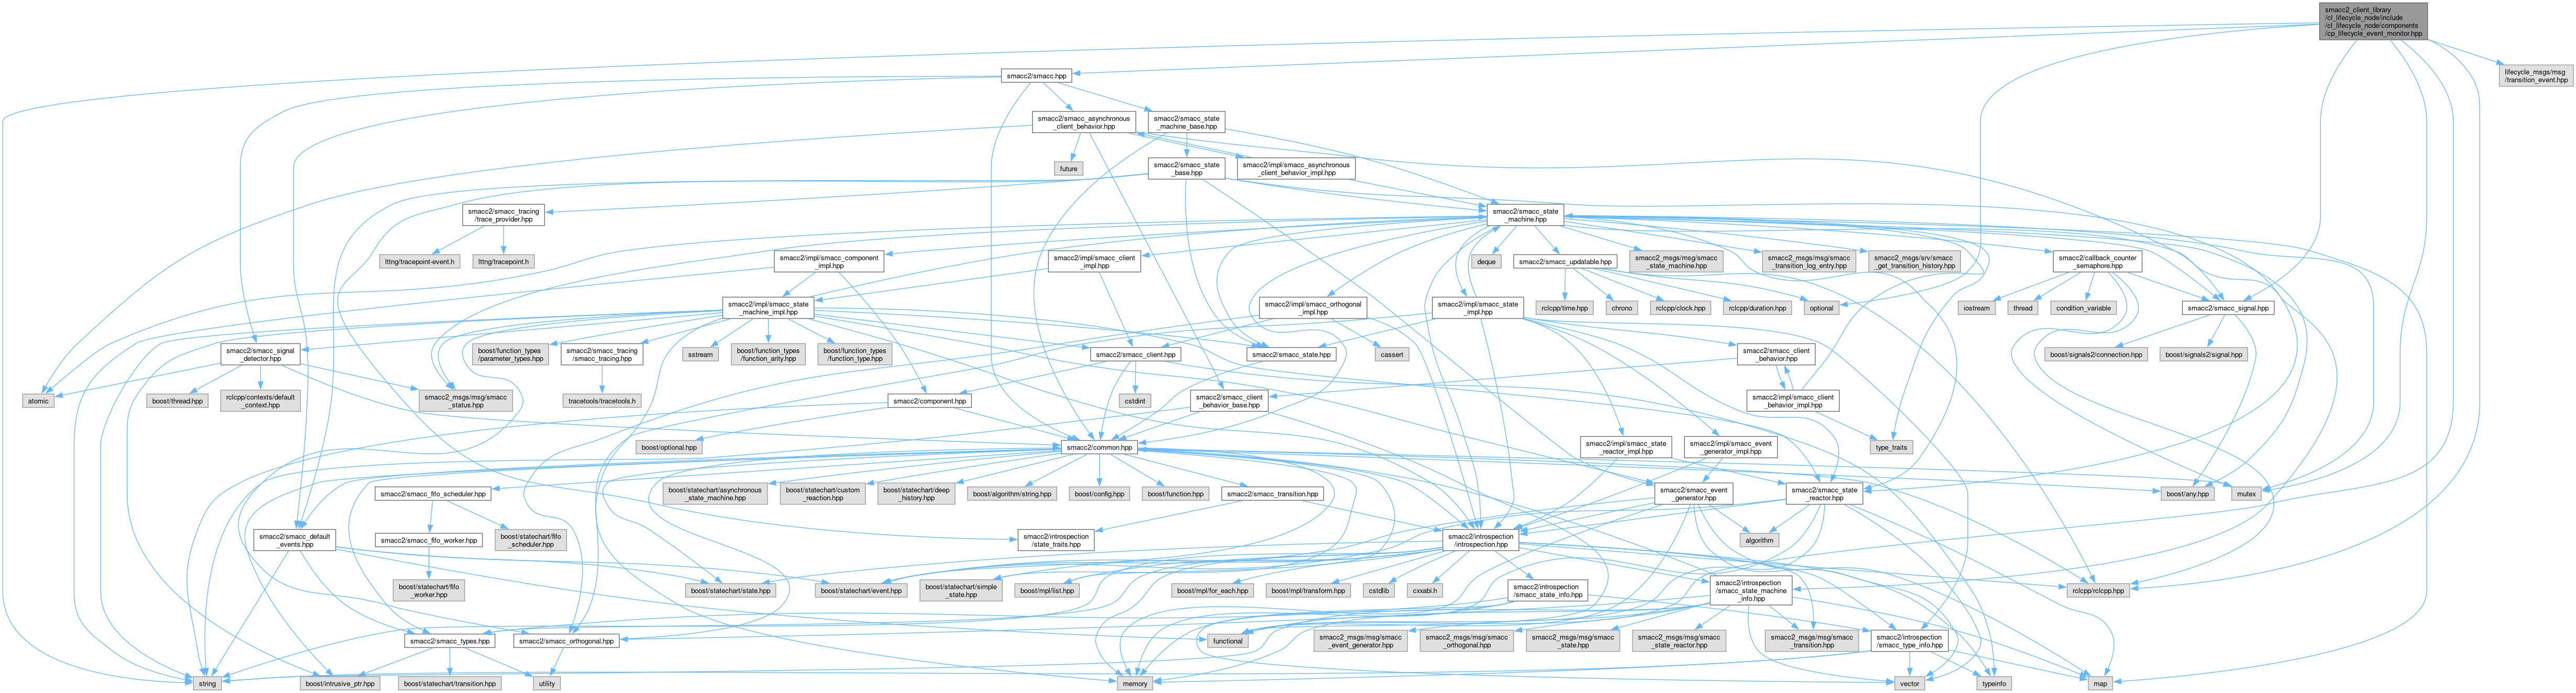 smacc2_client_library
/cl_lifecycle_node/include
/cl_lifecycle_node/components
/cp_lifecycle_event_monitor.hpp
smacc2/smacc.hpp
lifecycle_msgs/msg
/transition_event.hpp
smacc2/smacc_asynchronous
_client_behavior.hpp
smacc2/smacc_state
_machine_base.hpp
future
smacc2/smacc_state
_base.hpp
smacc2/impl/smacc_asynchronous
_client_behavior_impl.hpp
smacc2/smacc_tracing
/trace_provider.hpp
smacc2/smacc_state
_machine.hpp
lttng/tracepoint-event.h
lttng/tracepoint.h
smacc2/impl/smacc_component
_impl.hpp
smacc2/impl/smacc_client
_impl.hpp
deque
smacc2/smacc_updatable.hpp
smacc2_msgs/msg/smacc
_state_machine.hpp
smacc2_msgs/msg/smacc
_transition_log_entry.hpp
smacc2_msgs/srv/smacc
_get_transition_history.hpp
smacc2/callback_counter
_semaphore.hpp
smacc2/impl/smacc_state
_machine_impl.hpp
smacc2/impl/smacc_orthogonal
_impl.hpp
smacc2/impl/smacc_state
_impl.hpp
rclcpp/time.hpp
chrono
rclcpp/clock.hpp
rclcpp/duration.hpp
optional
iostream
thread
condition_variable
smacc2/smacc_signal.hpp
smacc2/smacc_signal
_detector.hpp
boost/function_types
/parameter_types.hpp
smacc2/smacc_tracing
/smacc_tracing.hpp
sstream
boost/function_types
/function_arity.hpp
boost/function_types
/function_type.hpp
smacc2/smacc_client.hpp
smacc2/smacc_state.hpp
cassert
smacc2/smacc_client
_behavior.hpp
boost/signals2/connection.hpp
boost/signals2/signal.hpp
atomic
boost/thread.hpp
rclcpp/contexts/default
_context.hpp
smacc2_msgs/msg/smacc
_status.hpp
tracetools/tracetools.h
smacc2/component.hpp
cstdint
smacc2/smacc_client
_behavior_base.hpp
smacc2/impl/smacc_client
_behavior_impl.hpp
boost/optional.hpp
smacc2/common.hpp
smacc2/impl/smacc_state
_reactor_impl.hpp
smacc2/impl/smacc_event
_generator_impl.hpp
type_traits
smacc2/smacc_fifo_scheduler.hpp
boost/statechart/asynchronous
_state_machine.hpp
boost/statechart/custom
_reaction.hpp
boost/statechart/deep
_history.hpp
boost/algorithm/string.hpp
boost/config.hpp
boost/function.hpp
smacc2/smacc_transition.hpp
smacc2/smacc_event
_generator.hpp
smacc2/smacc_state
_reactor.hpp
boost/any.hpp
mutex
smacc2/smacc_default
_events.hpp
smacc2/smacc_fifo_worker.hpp
boost/statechart/fifo
_scheduler.hpp
smacc2/introspection
/state_traits.hpp
smacc2/introspection
/introspection.hpp
algorithm
boost/statechart/fifo
_worker.hpp
boost/statechart/state.hpp
boost/statechart/event.hpp
boost/statechart/simple
_state.hpp
boost/mpl/list.hpp
boost/mpl/for_each.hpp
boost/mpl/transform.hpp
cstdlib
cxxabi.h
smacc2/introspection
/smacc_state_info.hpp
smacc2/introspection
/smacc_state_machine
_info.hpp
rclcpp/rclcpp.hpp
smacc2/smacc_types.hpp
smacc2/smacc_orthogonal.hpp
functional
smacc2_msgs/msg/smacc
_event_generator.hpp
smacc2_msgs/msg/smacc
_orthogonal.hpp
smacc2_msgs/msg/smacc
_state.hpp
smacc2_msgs/msg/smacc
_state_reactor.hpp
smacc2_msgs/msg/smacc
_transition.hpp
smacc2/introspection
/smacc_type_info.hpp
string
boost/intrusive_ptr.hpp
boost/statechart/transition.hpp
utility
memory
vector
typeinfo
map